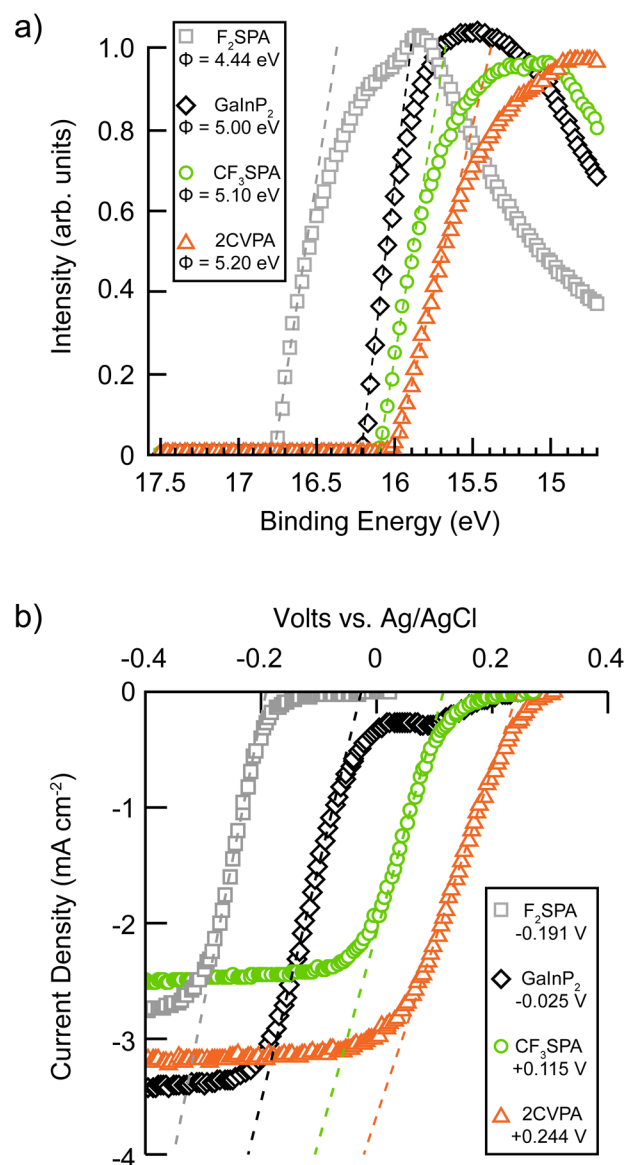 a)
F₂SPA
Φ = 4.44 eV
GaInP₂
Φ = 5.00 eV
CF₃SPA
Φ = 5.10 eV
2CVPA
Φ = 5.20 eV
Intensity (arb. units)
1.0
0.8
0.6
0.4
0.2
0
17.5 17 16.5 16 15.5 15
Binding Energy (eV)
b)
Volts vs. Ag/AgCl
-0.4 -0.2 0 0.2 0.4
Current Density (mA cm⁻²)
0
-1
-2
-3
-4
F₂SPA
-0.191 V
GaInP₂
-0.025 V
CF₃SPA
+0.115 V
2CVPA
+0.244 V